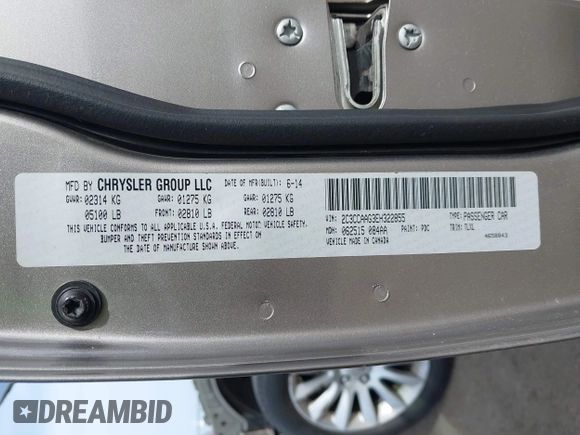 MFD BY CHRYSLER GROUP LLC DATE OF MFR(BUILT): 6-14
GVWR: 02314 KG GAWR: 01275 KG GAWR: 01275 KG
05100 LB FRONT: 02810 LB REAR: 02810 LB
THIS VEHICLE CONFORMS TO ALL APPLICABLE U.S.A. FEDERAL MOTOR VEHICLE SAFETY,
BUMPER AND THEFT PREVENTION STANDARDS IN EFFECT ON
THE DATE OF MANUFACTURE SHOWN ABOVE.
VIN: 2C3CCAAG3EH322855 TYPE: PASSENGER CAR
MDH: 062515 084AA PAINT: PDC TRIM: MLXL
VEHICLE MADE IN CANADA
DREAMBID